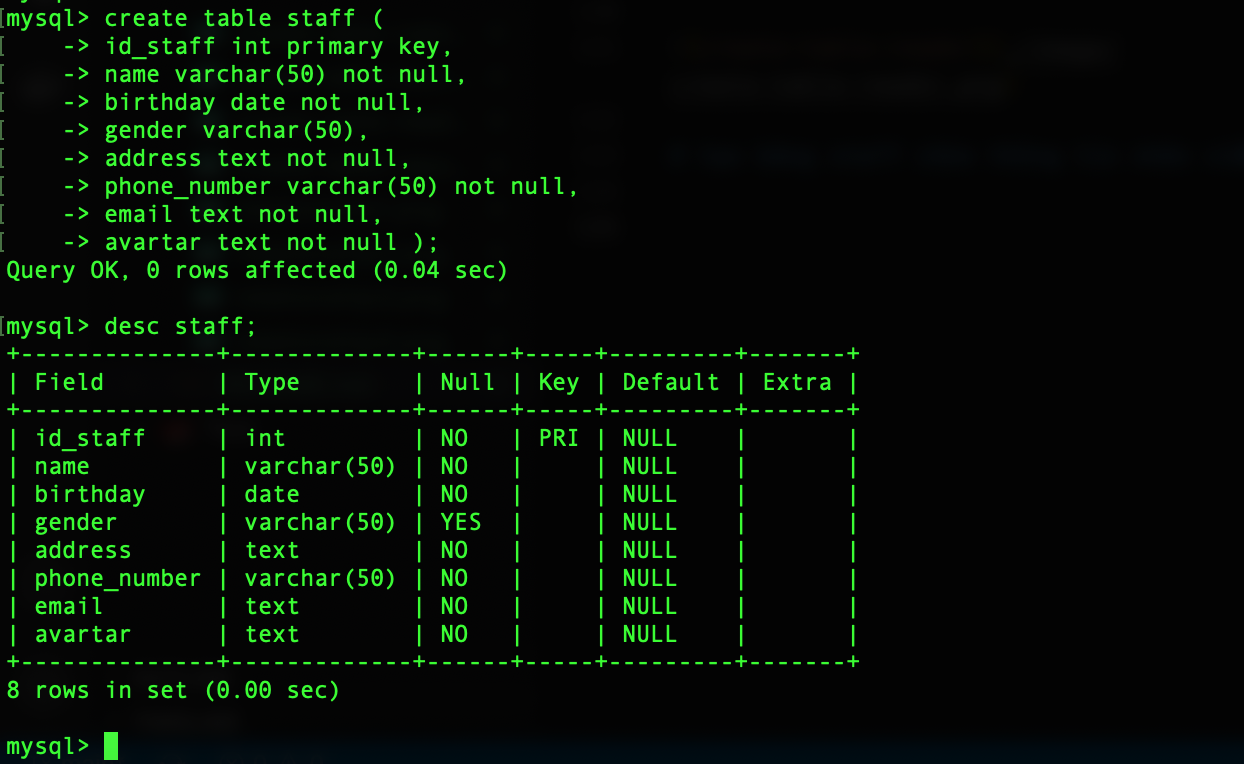 [mysql> create table staff (
[    -> id_staff int primary key,
[    -> name varchar(50) not null,
[    -> birthday date not null,
[    -> gender varchar(50),
[    -> address text not null,
[    -> phone_number varchar(50) not null,
[    -> email text not null,
[    -> avartar text not null );
Query OK, 0 rows affected (0.04 sec)

[mysql> desc staff;
+--------------+-------------+------+-----+---------+-------+
| Field        | Type        | Null | Key | Default | Extra |
+--------------+-------------+------+-----+---------+-------+
| id_staff     | int         | NO   | PRI | NULL    |       |
| name         | varchar(50) | NO   |     | NULL    |       |
| birthday     | date        | NO   |     | NULL    |       |
| gender       | varchar(50) | YES  |     | NULL    |       |
| address      | text        | NO   |     | NULL    |       |
| phone_number | varchar(50) | NO   |     | NULL    |       |
| email        | text        | NO   |     | NULL    |       |
| avartar      | text        | NO   |     | NULL    |       |
+--------------+-------------+------+-----+---------+-------+
8 rows in set (0.00 sec)

mysql>